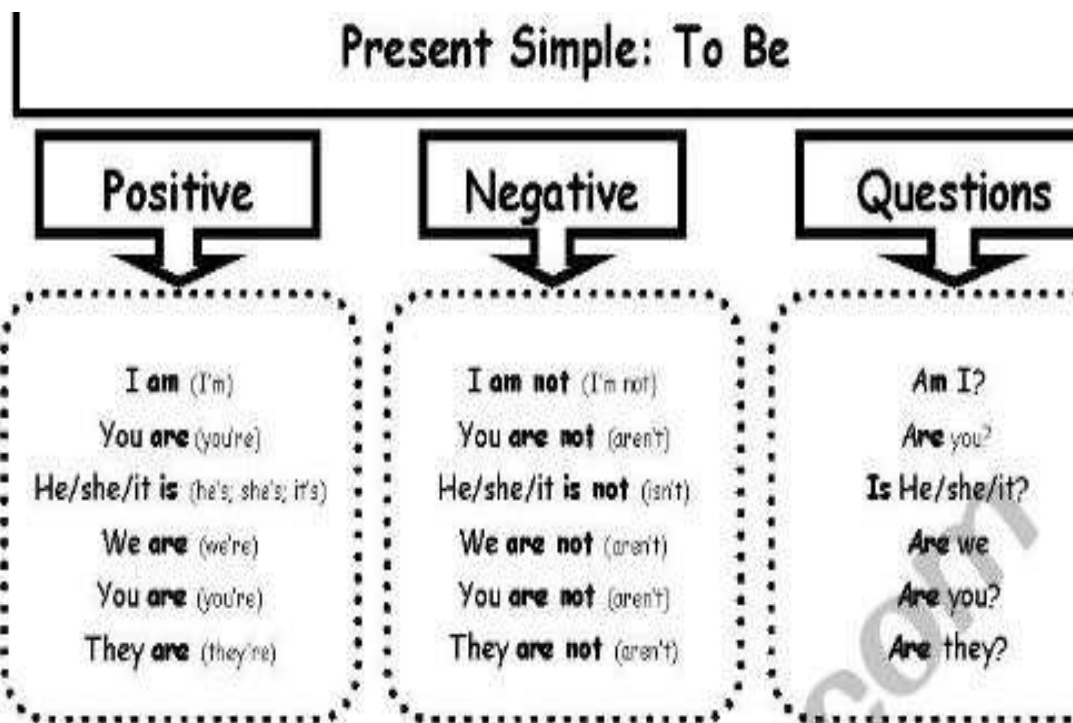 Present Simple: To Be
Positive
Negative
Questions
I am (I'm)
You are (you're)
He/she/it is (he's; she's; it's)
We are (we're)
You are (you're)
They are (they're)
I am not (I'm not)
You are not (aren't)
He/she/it is not (isn't)
We are not (aren't)
You are not (aren't)
They are not (aren't)
Am I?
Are you?
Is He/she/it?
Are we
Are you?
Are they?
.com